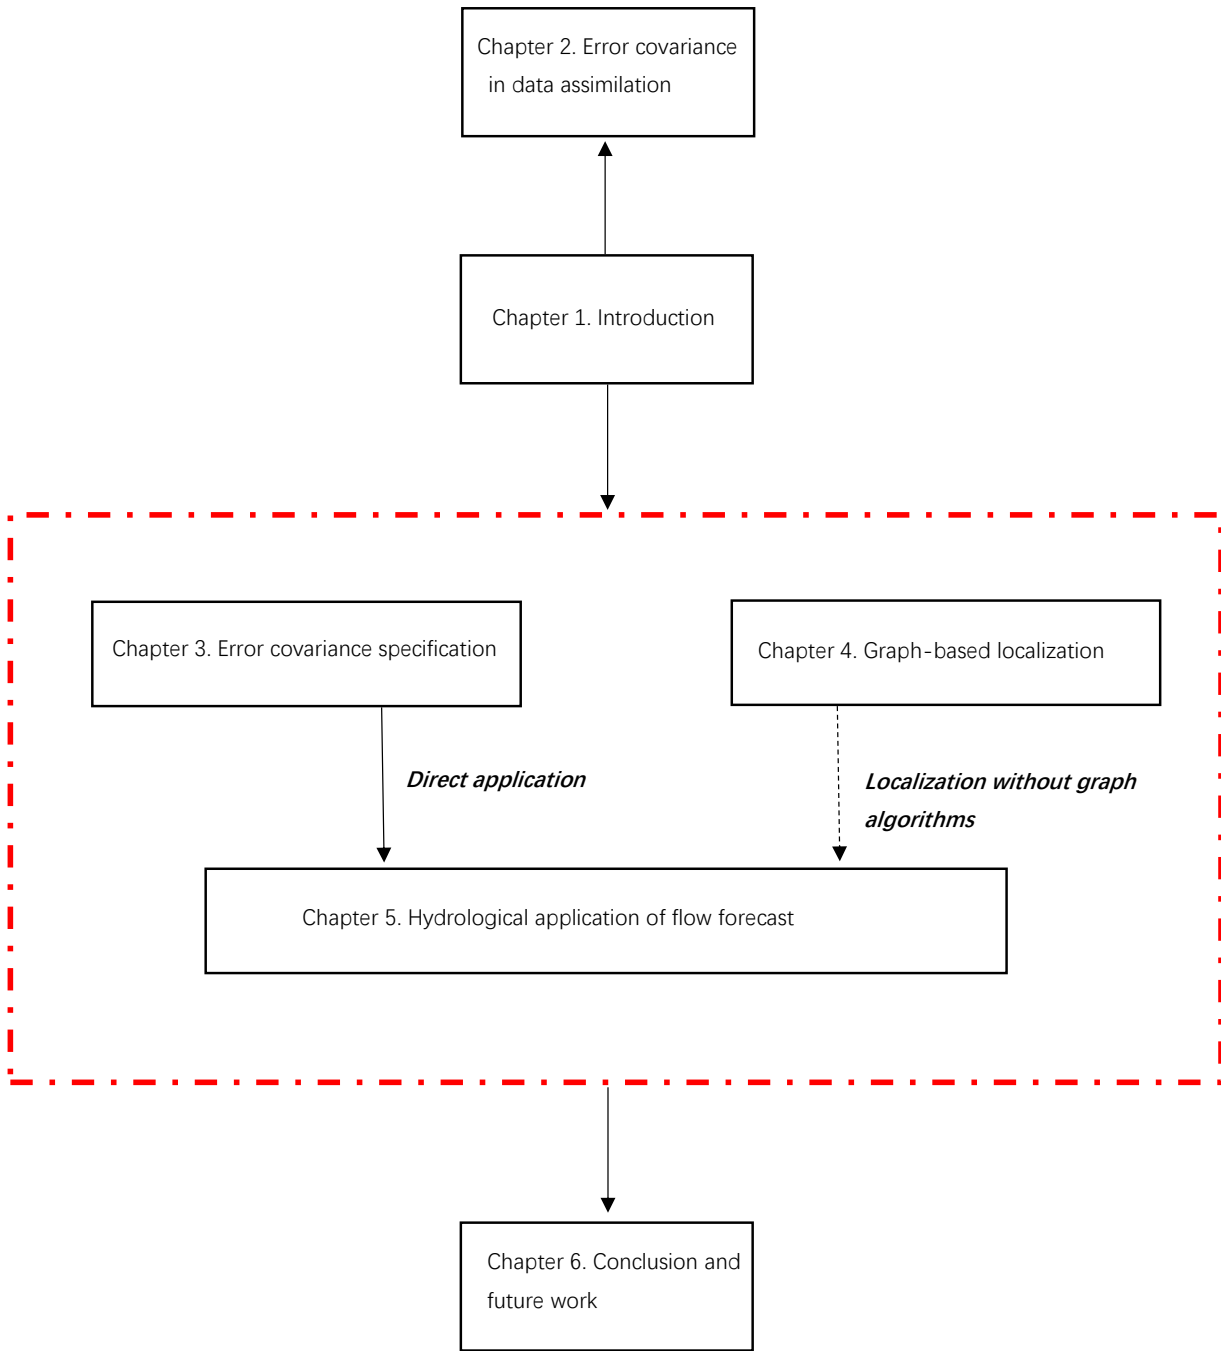 Chapter 2. Error covariance
in data assimilation
Chapter 1. Introduction
Chapter 3. Error covariance specification
Chapter 4. Graph-based localization
Direct application
Localization without graph
algorithms
Chapter 5. Hydrological application of flow forecast
Chapter 6. Conclusion and
future work